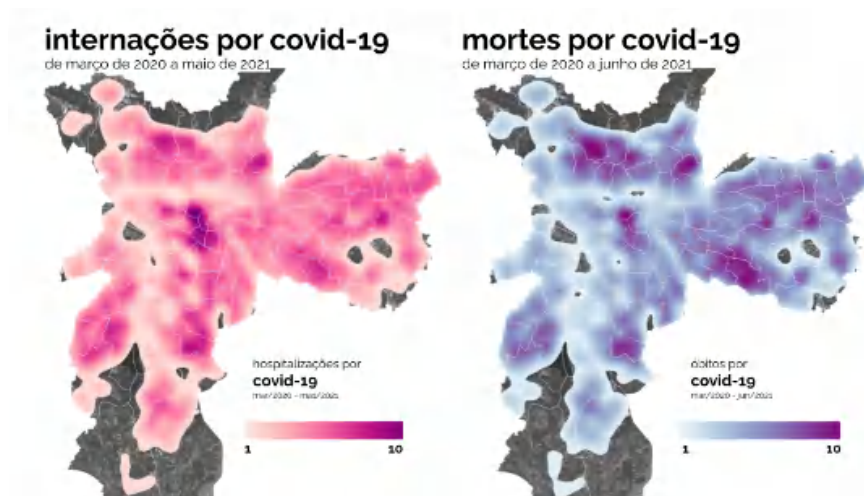 internações por covid-19
de março de 2020 a maio de 2021
hospitalizações por
covid-19
mar/2020 - mai/2021
1 10
mortes por covid-19
de março de 2020 a junho de 2021
óbitos por
covid-19
mar/2020 - jun/2021
1 10